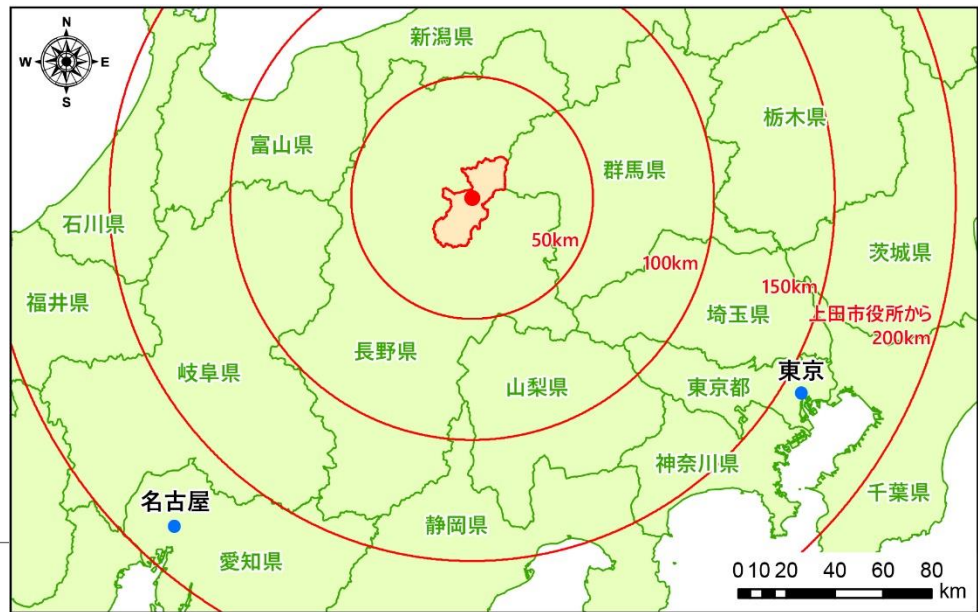 N
W E
S
新潟県
栃木県
富山県
群馬県
石川県
50km
茨城県
100km
150km
福井県
埼玉県
上田市役所から
200km
長野県
岐阜県
山梨県
東京都
東京
神奈川県
千葉県
名古屋
静岡県
愛知県
0 10 20 40 60 80
km